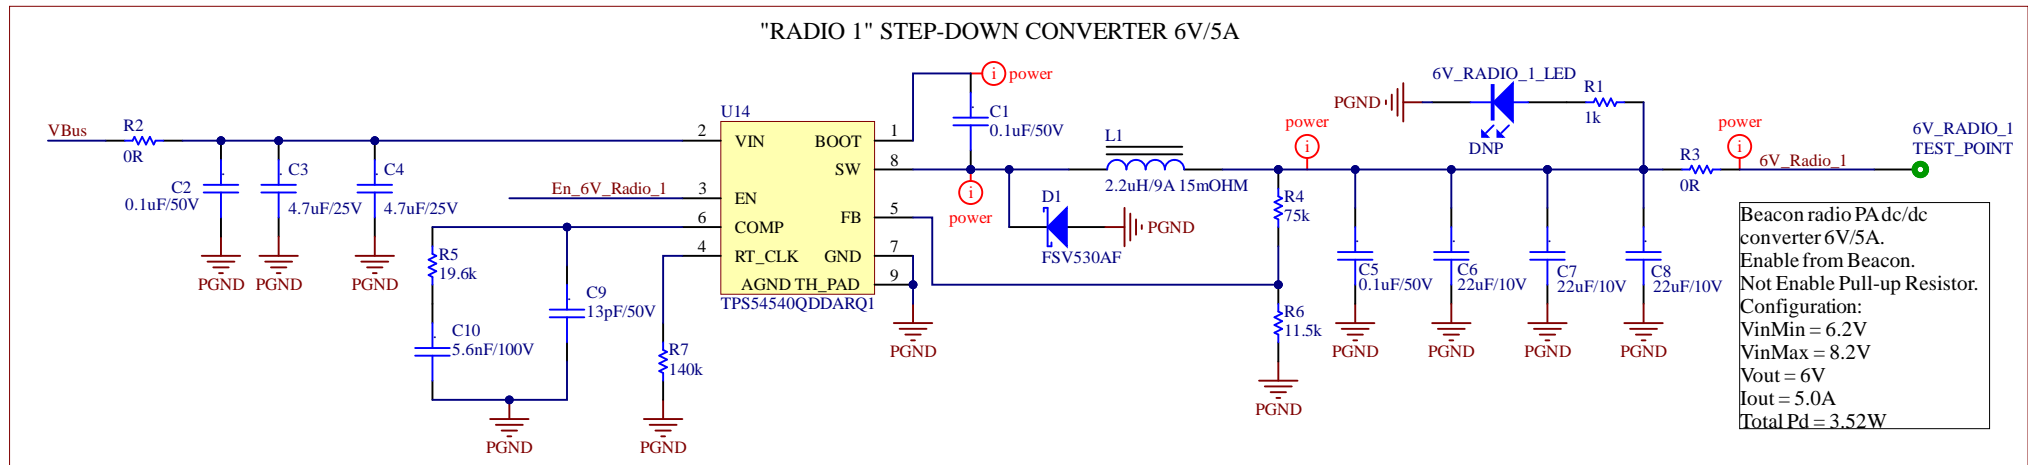 "RADIO 1" STEP-DOWN CONVERTER 6V/5A
VBus
R2
0R
C2
0.1uF/50V
PGND
C3
4.7uF/25V
PGND
C4
4.7uF/25V
PGND
En_6V_Radio_1
R5
19.6k
C10
5.6nF/100V
C9
13pF/50V
PGND
R7
140k
PGND
U14
2
VIN
3
EN
6
COMP
4
RT_CLK
BOOT
1
SW
8
FB
5
GND
7
AGND TH_PAD
9
TPS54540QDDARQ1
PGND
i
power
C1
0.1uF/50V
i
power
D1
FSV530AF
PGND
L1
2.2uH/9A 15mOHM
R4
75k
R6
11.5k
PGND
power
i
C5
0.1uF/50V
PGND
C6
22uF/10V
PGND
C7
22uF/10V
PGND
C8
22uF/10V
PGND
PGND
6V_RADIO_1_LED
DNP
R1
1k
R3
0R
power
i
6V_Radio_1
6V_RADIO_1
TEST_POINT
Beacon radio PA dc/dc
converter 6V/5A.
Enable from Beacon.
Not Enable Pull-up Resistor.
Configuration:
VinMin = 6.2V
VinMax = 8.2V
Vout = 6V
Iout = 5.0A
Total Pd = 3.52W